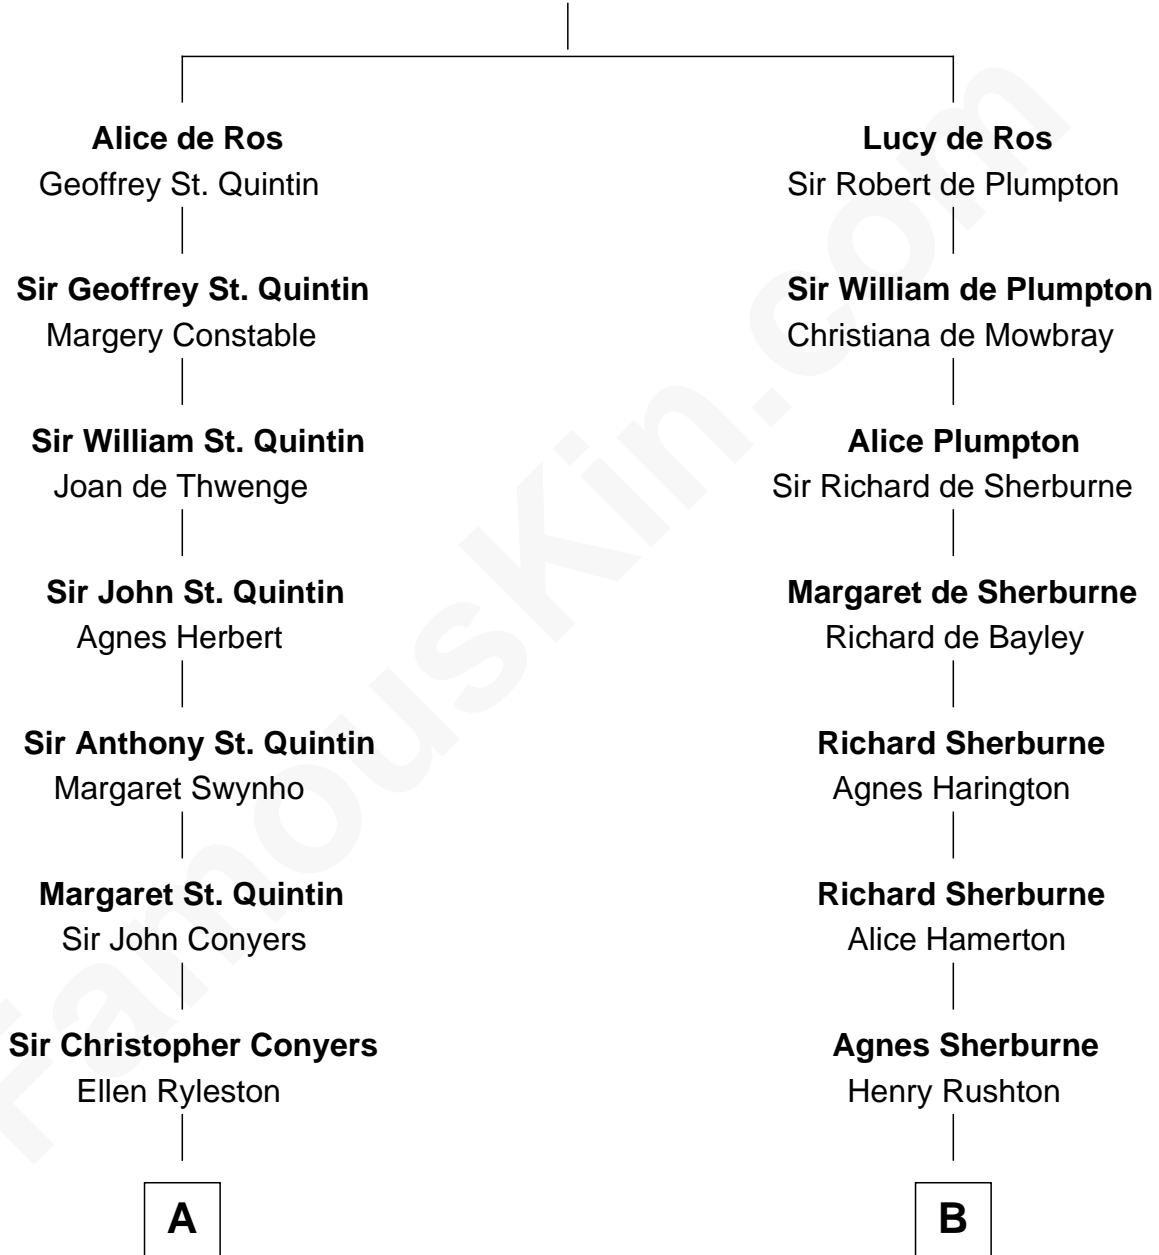 Alice de Ros
Geoffrey St. Quintin
Sir Geoffrey St. Quintin
Margery Constable
Sir William St. Quintin
Joan de Thwenge
Sir John St. Quintin
Agnes Herbert
Sir Anthony St. Quintin
Margaret Swynho
Margaret St. Quintin
Sir John Conyers
Sir Christopher Conyers
Ellen Ryleston
A
Lucy de Ros
Sir Robert de Plumpton
Sir William de Plumpton
Christiana de Mowbray
Alice Plumpton
Sir Richard de Sherburne
Margaret de Sherburne
Richard de Bayley
Richard Sherburne
Agnes Harington
Richard Sherburne
Alice Hamerton
Agnes Sherburne
Henry Rushton
B
FamousKin.com